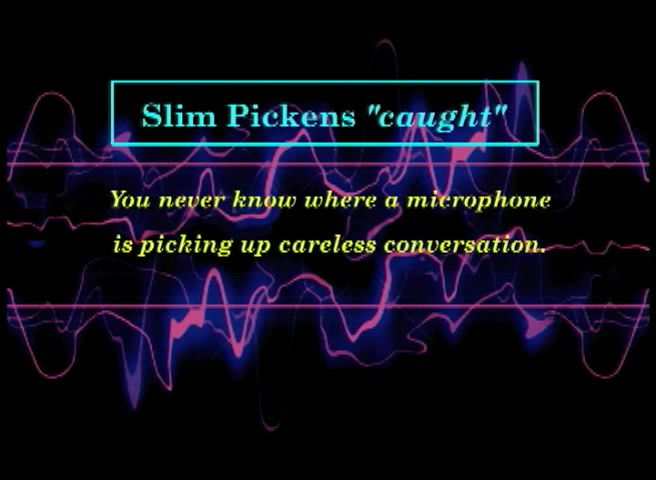 Slim Pickens "caught"
You never know where a microphone
is picking up careless conversation.